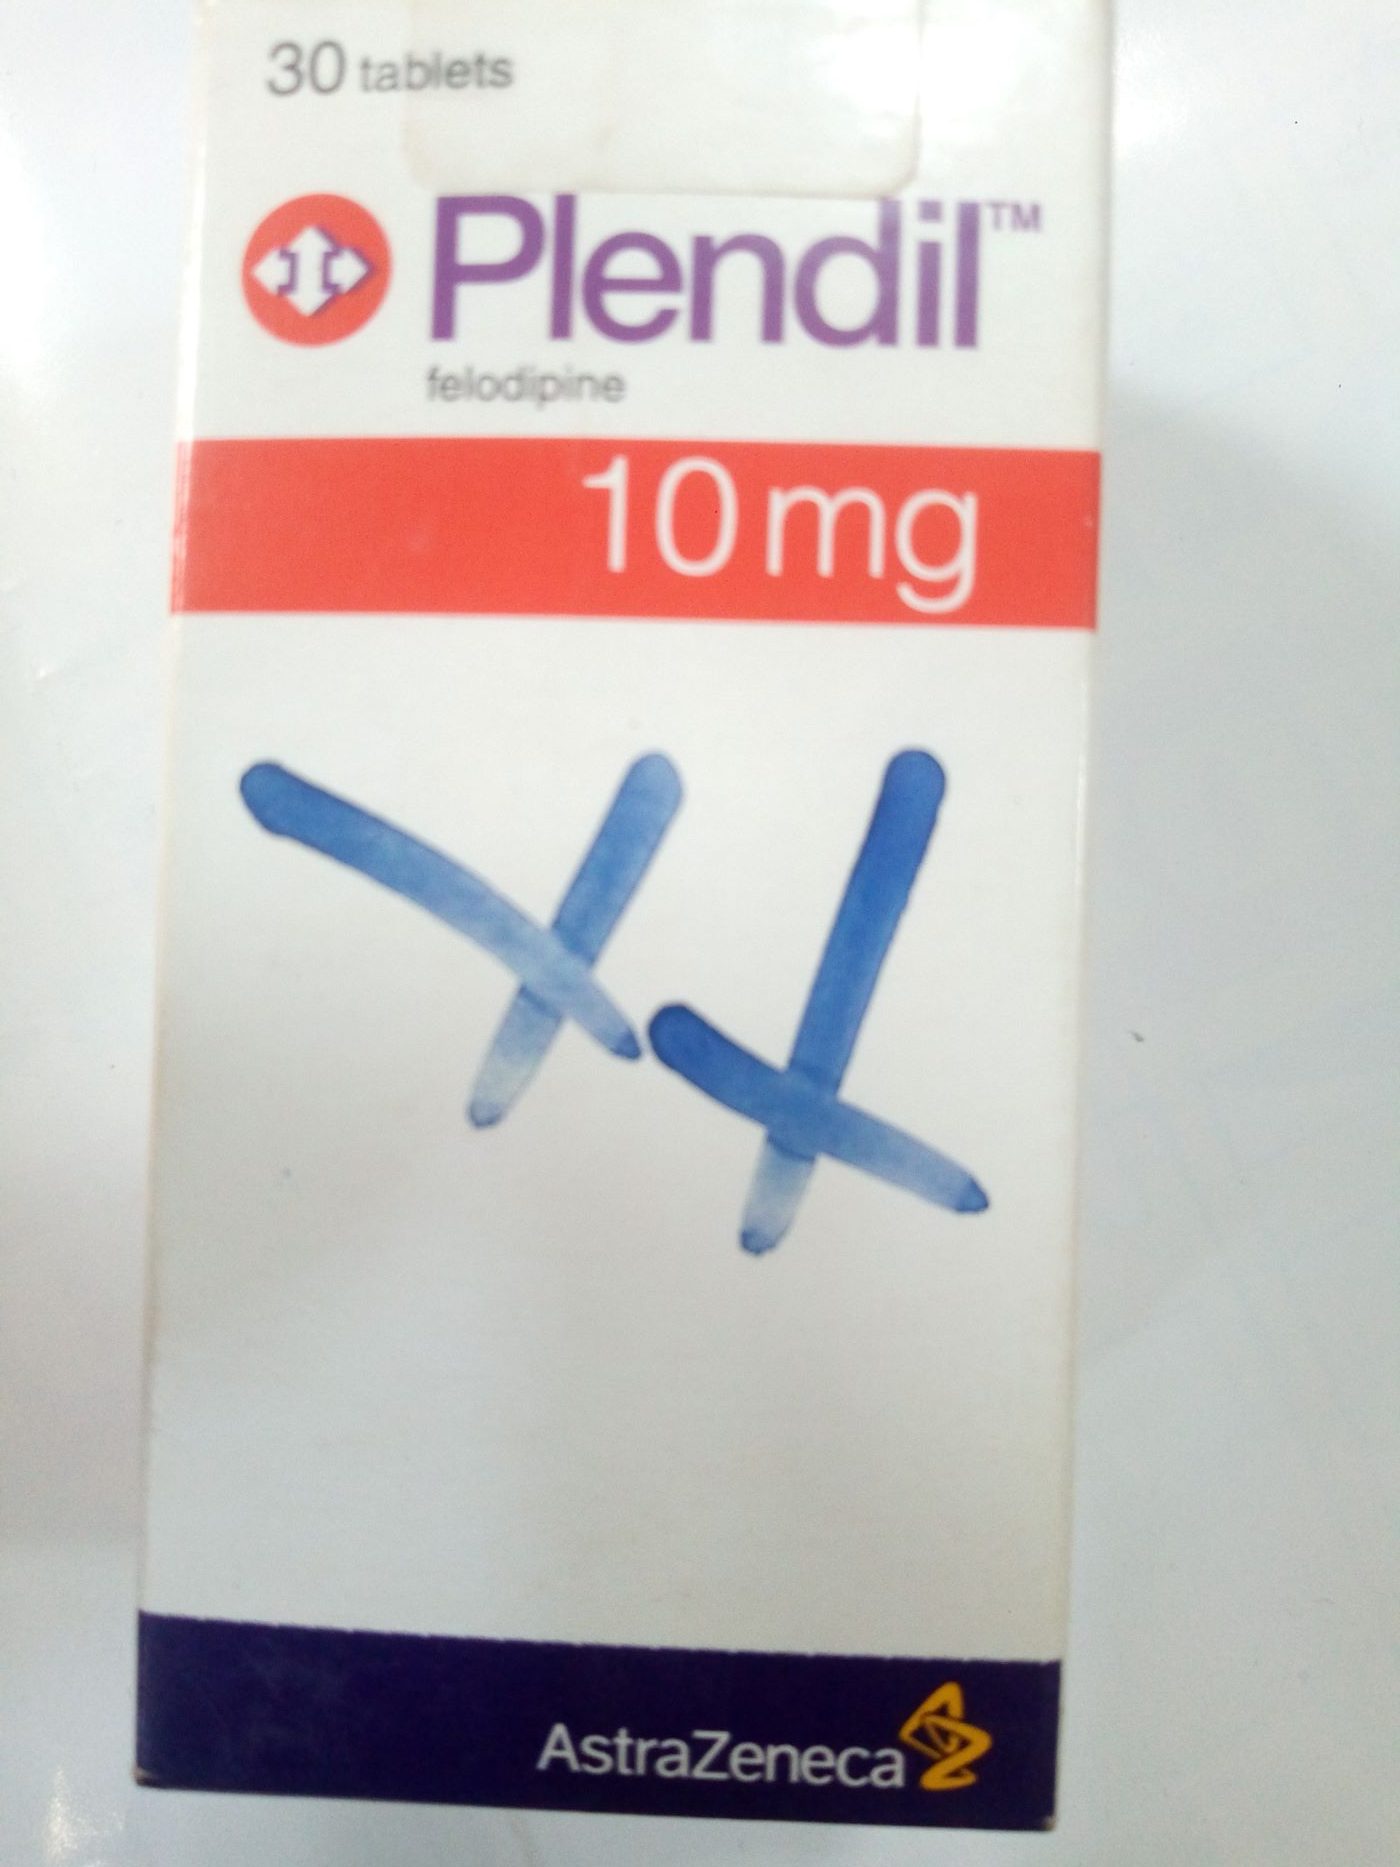 30 tablets
Plendil™
felodipine
10 mg
AstraZeneca